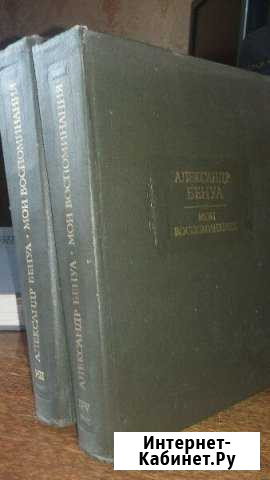 АЛЕКСАНДР БЕНУА · МОИ ВОСПОМИНАНИЯ
АЛЕКСАНДР БЕНУА · МОИ ВОСПОМИНАНИЯ
АЛЕКСАНДР
БЕНУА
МОИ
ВОСПОМИНАНИЯ
Интернет-
Кабинет.Ру